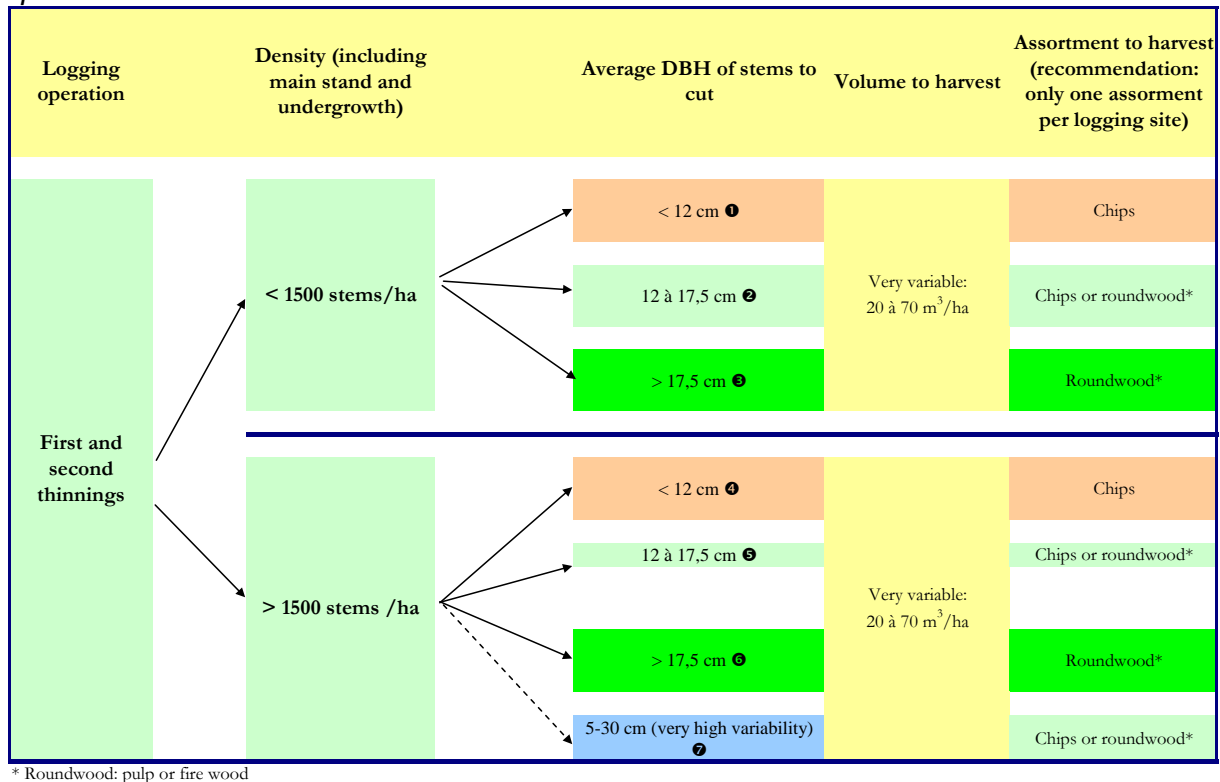 Logging
operation
Density (including
main stand and
undergrowth)
Average DBH of stems to
cut
Volume to harvest
Assortment to harvest
(recommendation:
only one assorment
per logging site)
First and
second
thinnings
< 1500 stems/ha
< 12 cm ❶
Chips
12 à 17,5 cm ❷
Chips or roundwood*
> 17,5 cm ❸
Roundwood*
Very variable:
20 à 70 m³/ha
> 1500 stems /ha
< 12 cm ❹
Chips
12 à 17,5 cm ❺
Chips or roundwood*
> 17,5 cm ❻
Roundwood*
5-30 cm (very high variability)
❼
Chips or roundwood*
Very variable:
20 à 70 m³/ha
* Roundwood: pulp or fire wood